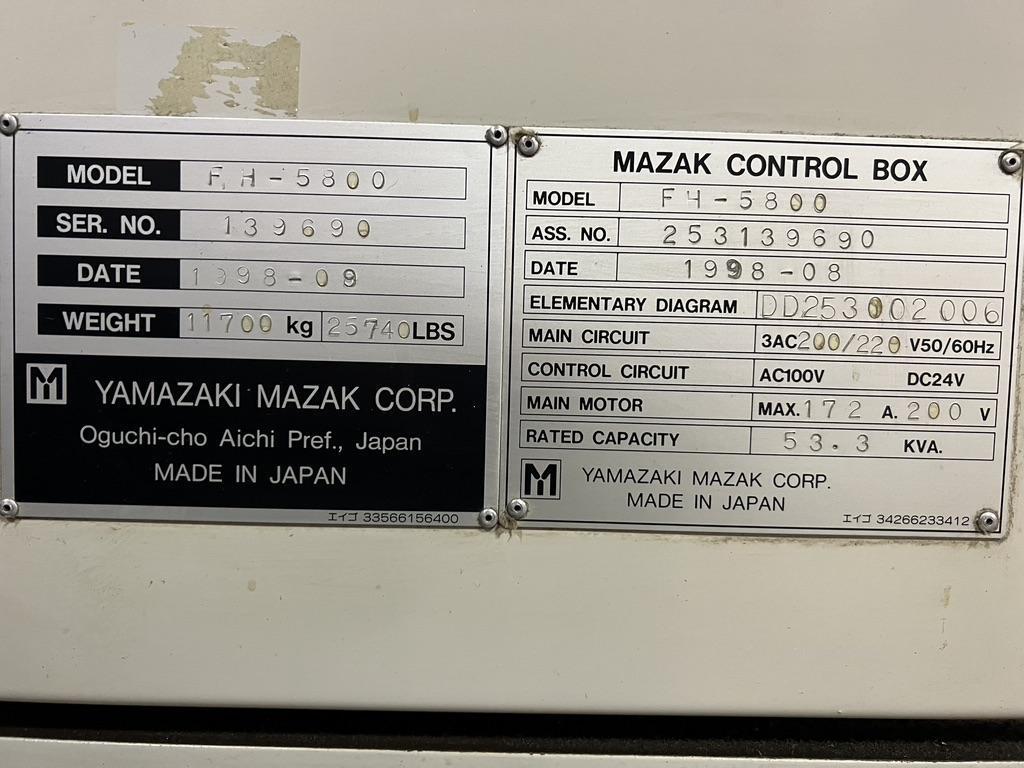 MODEL FH-5800
SER. NO. 139690
DATE 1998-09
WEIGHT 11700 kg 25740LBS
YAMAZAKI MAZAK CORP.
Oguchi-cho Aichi Pref., Japan
MADE IN JAPAN
エイゴ 33566156400
MAZAK CONTROL BOX
MODEL FH-5800
ASS. NO. 253139690
DATE 1998-08
ELEMENTARY DIAGRAM DD253002006
MAIN CIRCUIT 3AC200/220 V50/60Hz
CONTROL CIRCUIT AC100V DC24V
MAIN MOTOR MAX.172 A. 200 V
RATED CAPACITY 53.3 KVA.
YAMAZAKI MAZAK CORP.
MADE IN JAPAN
エイゴ 34266233412